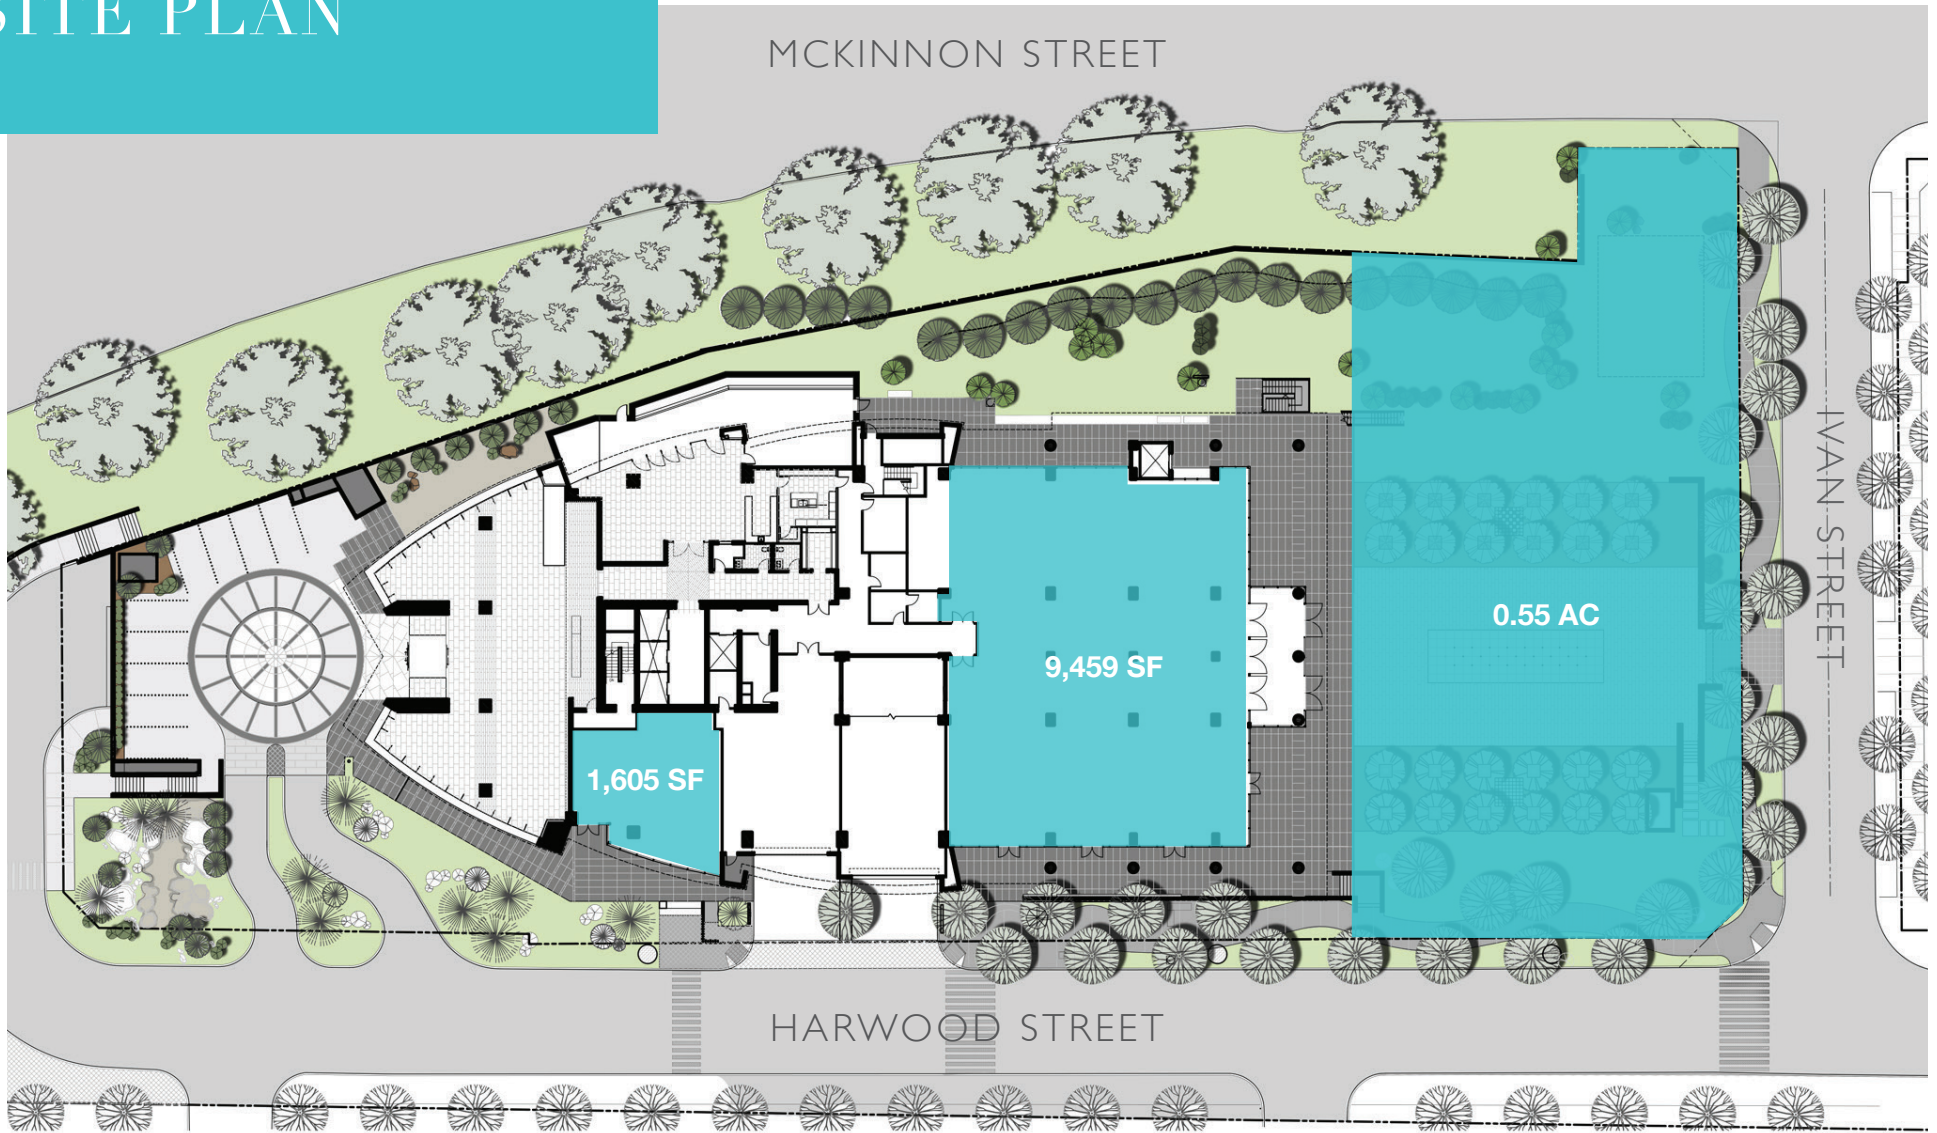 SITE PLAN
MCKINNON STREET
IVAN STREET
0.55 AC
9,459 SF
1,605 SF
HARWOOD STREET